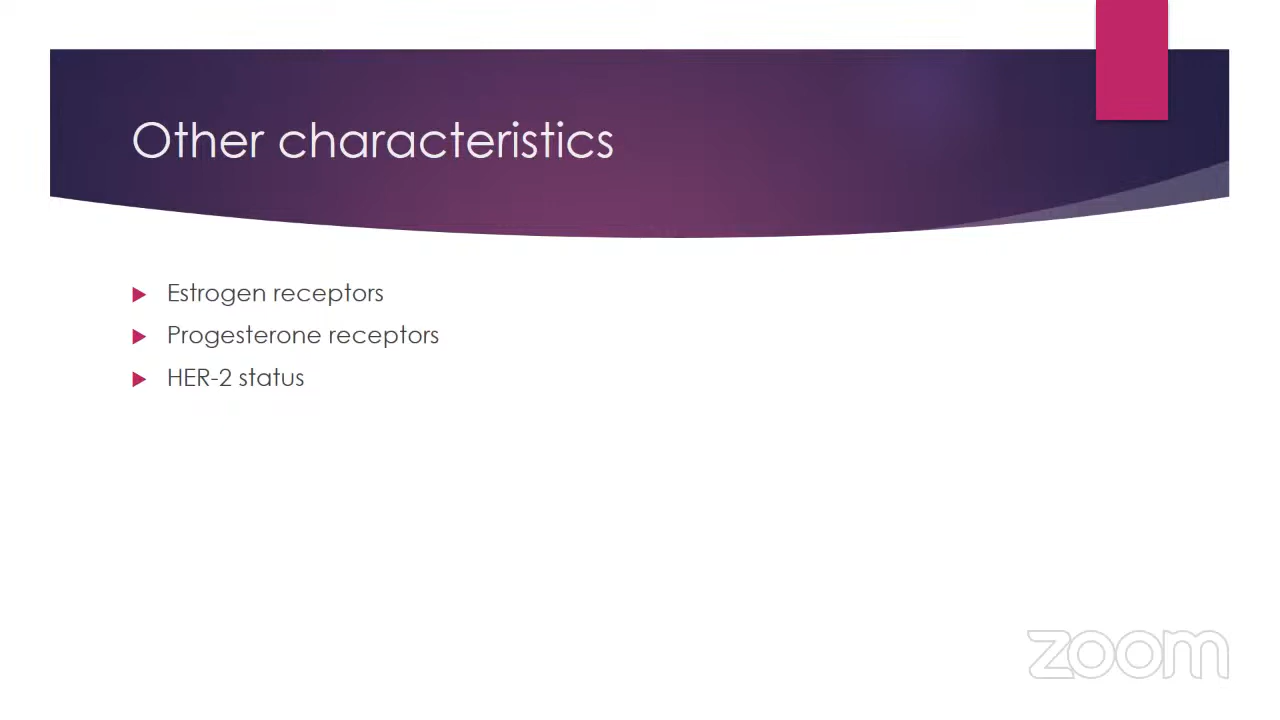 Other characteristics
Estrogen receptors
Progesterone receptors
HER-2 status
zoom